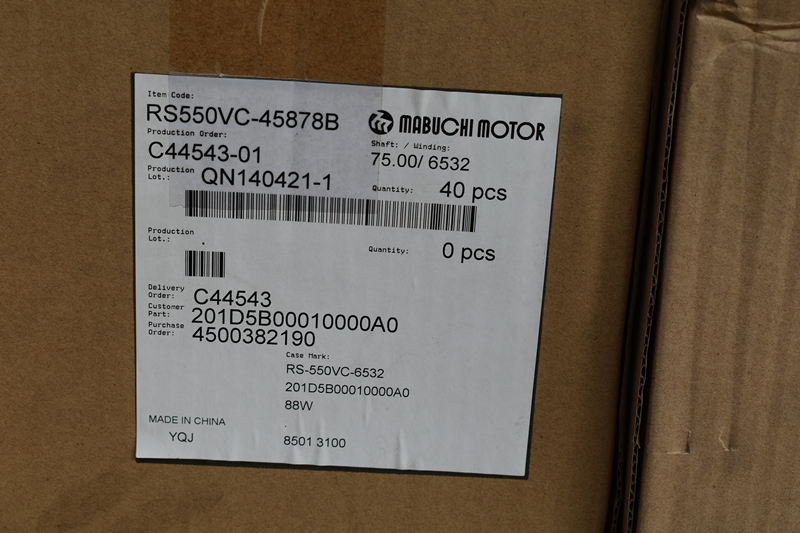 Item Code:
RS550VC-45878B
MABUCHI MOTOR
Production Order:
C44543-01
Shaft: / Winding:
75.00/ 6532
Production
Lot.: QN140421-1
Quantity: 40 pcs
Production
Lot.:
Quantity: 0 pcs
Delivery
Order: C44543
Customer
Part: 201D5B00010000A0
Purchase
Order: 4500382190
Case Mark:
RS-550VC-6532
201D5B00010000A0
88W
MADE IN CHINA
YQJ
8501 3100